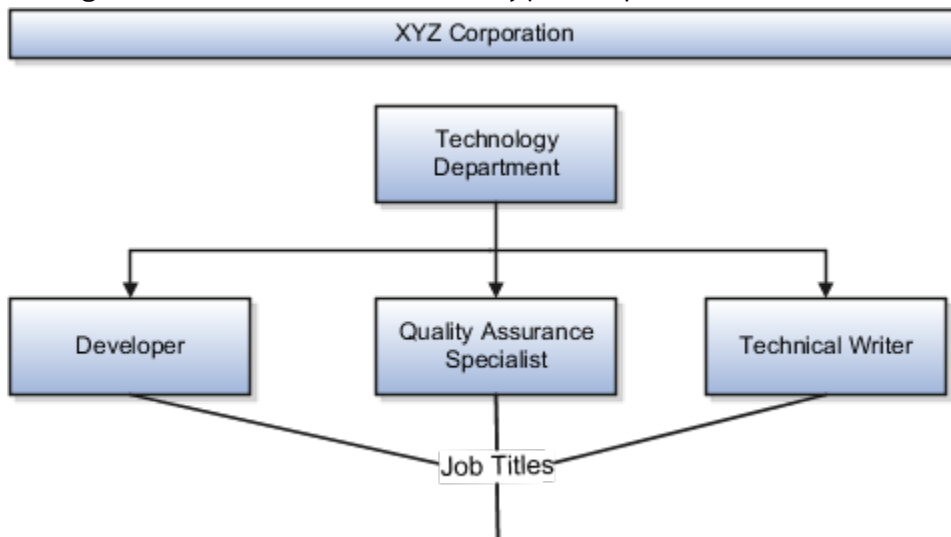 XYZ Corporation
Technology
Department
Developer
Quality Assurance
Specialist
Technical Writer
Job Titles